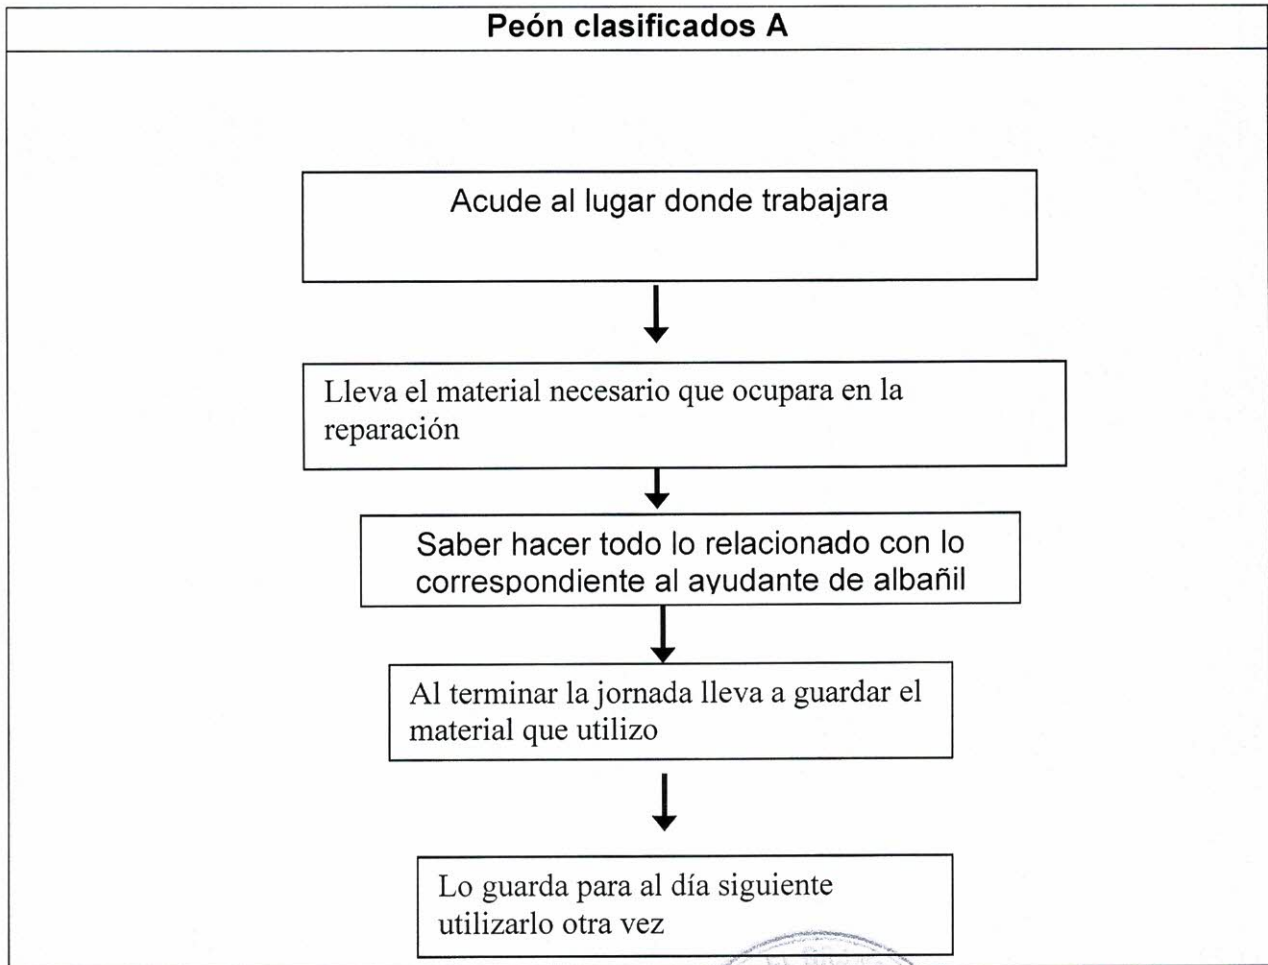 Peón clasificados A
Acude al lugar donde trabajara
Lleva el material necesario que ocupara en la
reparación
Saber hacer todo lo relacionado con lo
correspondiente al ayudante de albañil
Al terminar la jornada lleva a guardar el
material que utilizo
Lo guarda para al día siguiente
utilizarlo otra vez